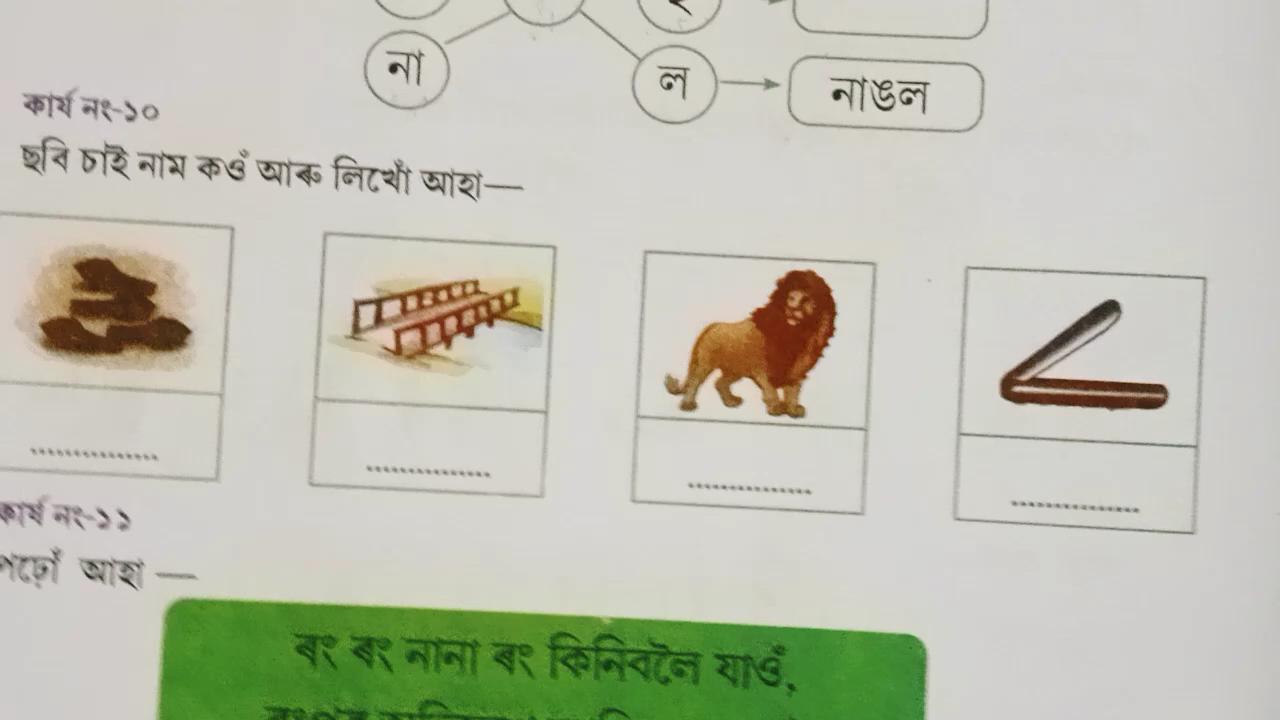 না
ল
নাঙল
কাৰ্য নং-১০
ছবি চাই নাম কওঁ আৰু লিখোঁ আহা—
...............
...............
...............
...............
কাৰ্য নং-১১
পঢ়োঁ আহা —
ৰং ৰং নানা ৰং কিনিবলৈ যাওঁ,